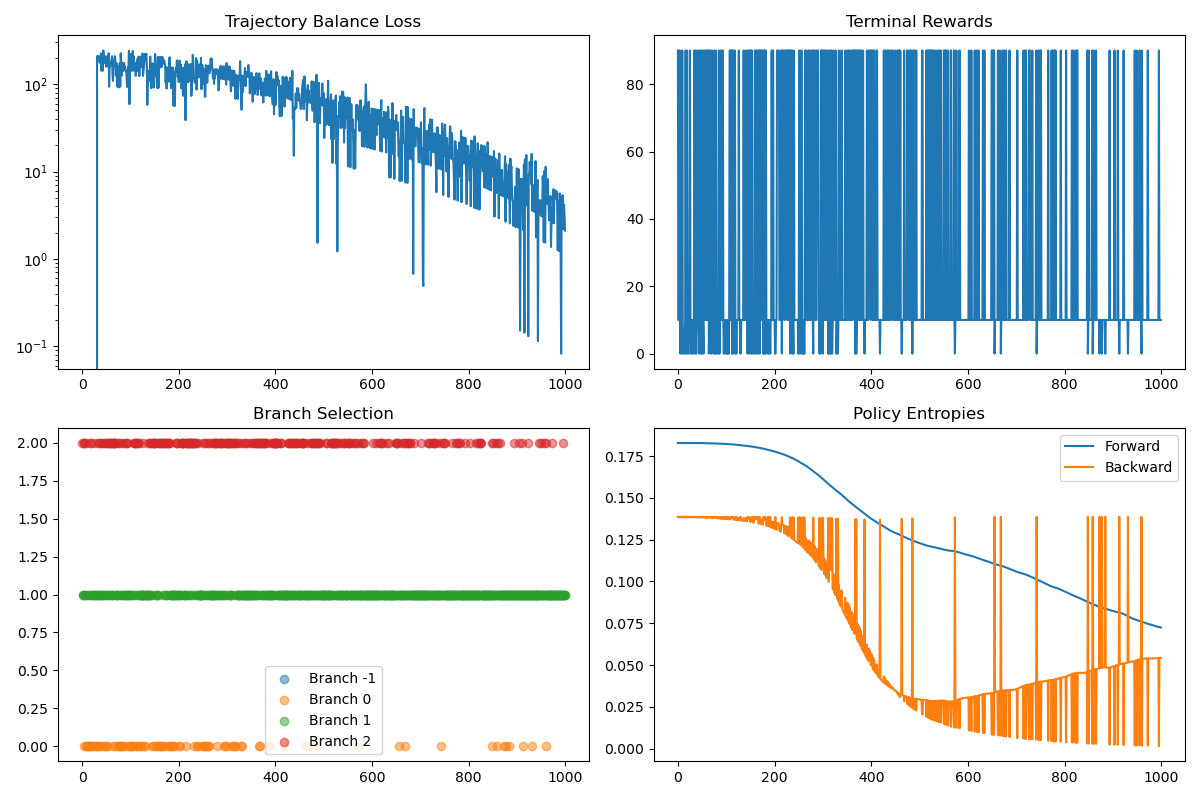 Trajectory Balance Loss
10²
10¹
10⁰
10⁻¹
0 200 400 600 800 1000
Terminal Rewards
80
60
40
20
0
0 200 400 600 800 1000
Branch Selection
2.00
1.75
1.50
1.25
1.00
0.75
0.50
0.25
0.00
Branch -1
Branch 0
Branch 1
Branch 2
0 200 400 600 800 1000
Policy Entropies
Forward
Backward
0.175
0.150
0.125
0.100
0.075
0.050
0.025
0.000
0 200 400 600 800 1000